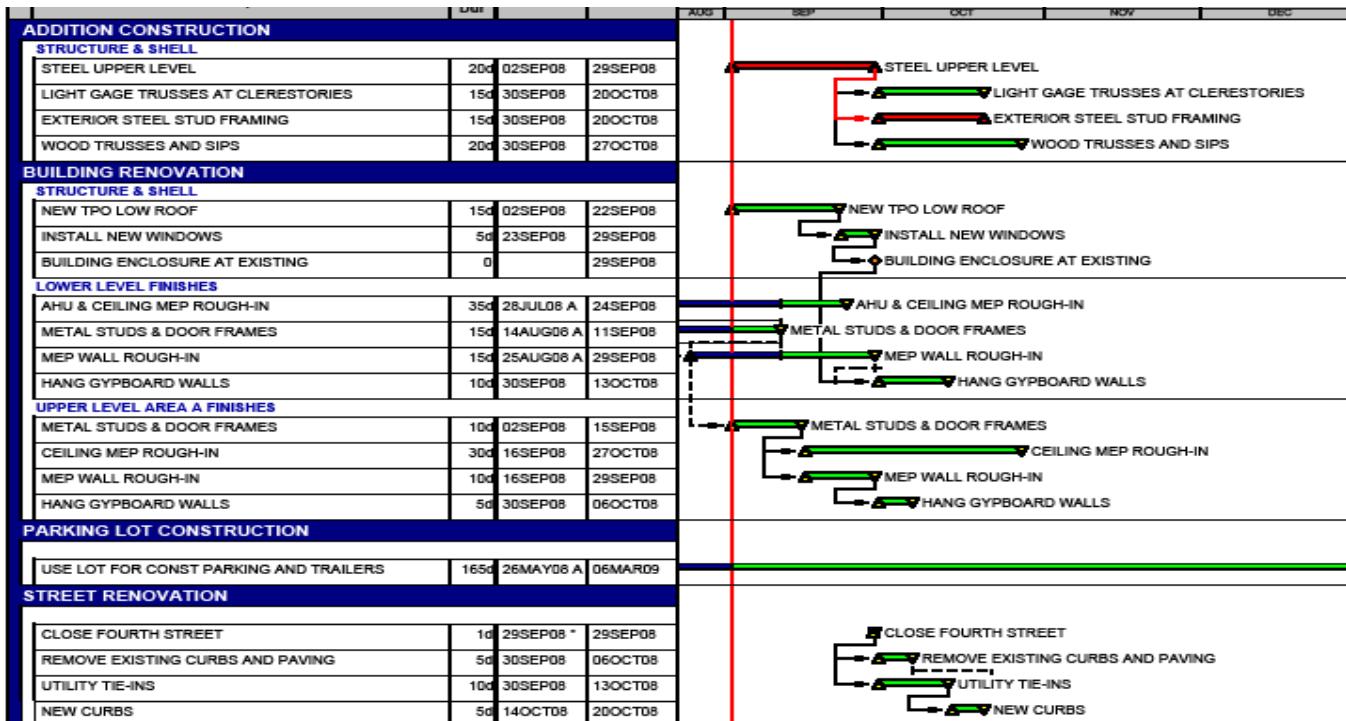 Dur AUG SEP OCT NOV DEC
ADDITION CONSTRUCTION
STRUCTURE & SHELL
STEEL UPPER LEVEL 20d 02SEP08 29SEP08 STEEL UPPER LEVEL
LIGHT GAGE TRUSSES AT CLERESTORIES 15d 30SEP08 20OCT08 LIGHT GAGE TRUSSES AT CLERESTORIES
EXTERIOR STEEL STUD FRAMING 15d 30SEP08 20OCT08 EXTERIOR STEEL STUD FRAMING
WOOD TRUSSES AND SIPS 20d 30SEP08 27OCT08 WOOD TRUSSES AND SIPS
BUILDING RENOVATION
STRUCTURE & SHELL
NEW TPO LOW ROOF 15d 02SEP08 22SEP08 NEW TPO LOW ROOF
INSTALL NEW WINDOWS 5d 23SEP08 29SEP08 INSTALL NEW WINDOWS
BUILDING ENCLOSURE AT EXISTING 0 29SEP08 BUILDING ENCLOSURE AT EXISTING
LOWER LEVEL FINISHES
AHU & CEILING MEP ROUGH-IN 35d 28JUL08 A 24SEP08 AHU & CEILING MEP ROUGH-IN
METAL STUDS & DOOR FRAMES 15d 14AUG08 A 11SEP08 METAL STUDS & DOOR FRAMES
MEP WALL ROUGH-IN 15d 25AUG08 A 29SEP08 MEP WALL ROUGH-IN
HANG GYPBOARD WALLS 10d 30SEP08 13OCT08 HANG GYPBOARD WALLS
UPPER LEVEL AREA A FINISHES
METAL STUDS & DOOR FRAMES 10d 02SEP08 15SEP08 METAL STUDS & DOOR FRAMES
CEILING MEP ROUGH-IN 30d 16SEP08 27OCT08 CEILING MEP ROUGH-IN
MEP WALL ROUGH-IN 10d 16SEP08 29SEP08 MEP WALL ROUGH-IN
HANG GYPBOARD WALLS 5d 30SEP08 06OCT08 HANG GYPBOARD WALLS
PARKING LOT CONSTRUCTION
USE LOT FOR CONST PARKING AND TRAILERS 165d 26MAY08 A 06MAR09
STREET RENOVATION
CLOSE FOURTH STREET 1d 29SEP08 * 29SEP08 CLOSE FOURTH STREET
REMOVE EXISTING CURBS AND PAVING 5d 30SEP08 06OCT08 REMOVE EXISTING CURBS AND PAVING
UTILITY TIE-INS 10d 30SEP08 13OCT08 UTILITY TIE-INS
NEW CURBS 5d 14OCT08 20OCT08 NEW CURBS